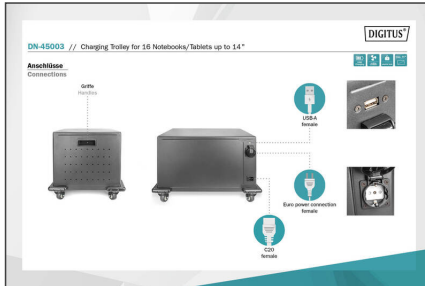 DIGITUS®
DN-45003 // Charging Trolley for 16 Notebooks/Tablets up to 14"
Anschlüsse
Connections
Griffe
Handles
USB-A
female
Euro power connection
female
C20
female